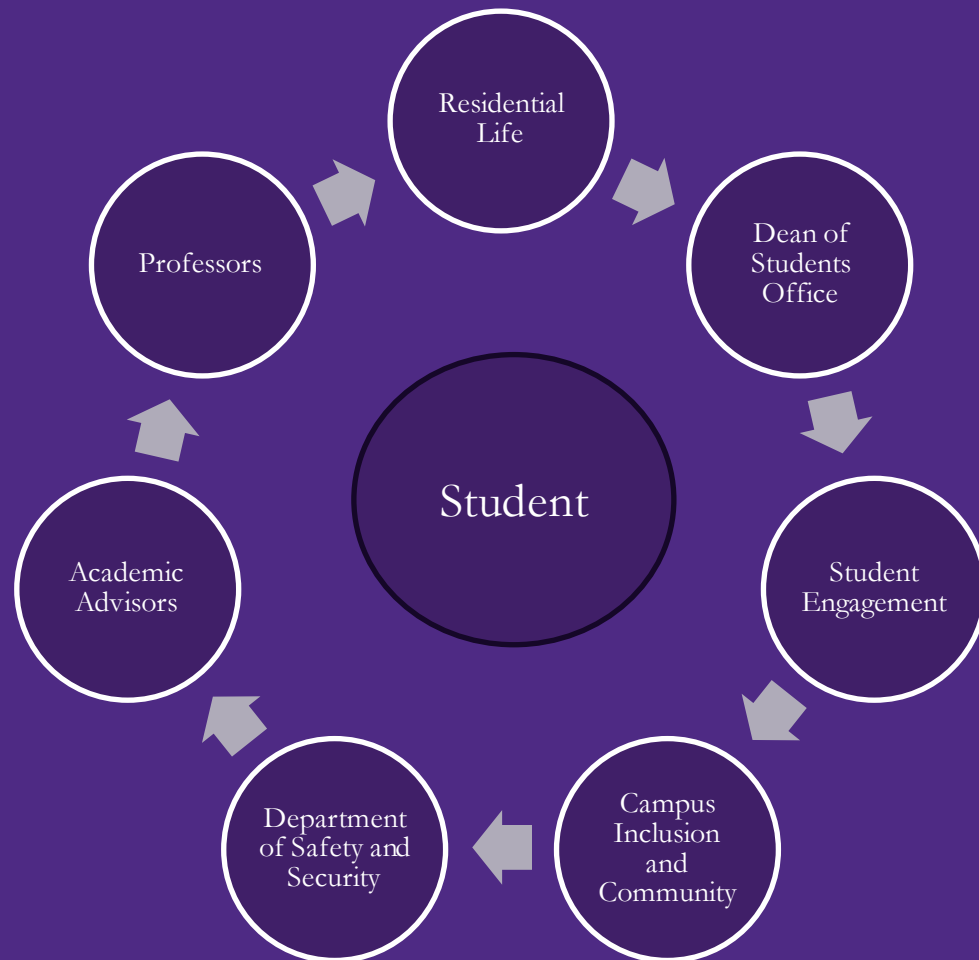 Residential
Life
Dean of
Students
Office
Student
Engagement
Campus
Inclusion
and
Community
Department
of Safety and
Security
Academic
Advisors
Professors
Student